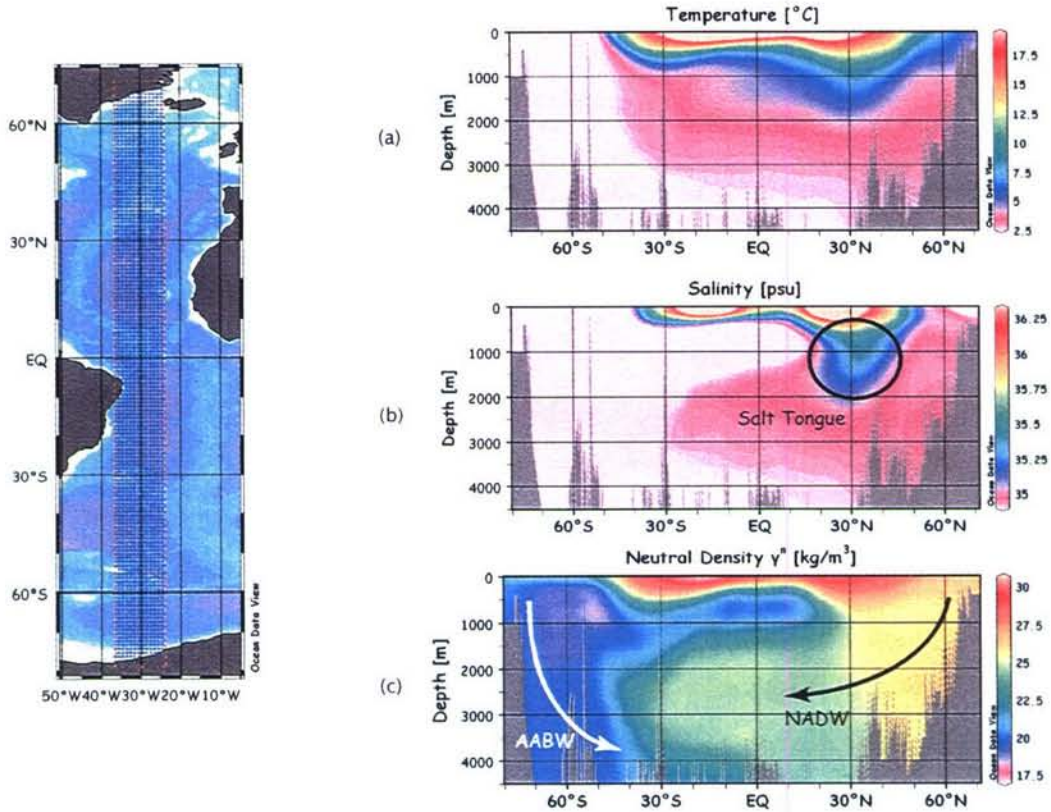 60°N
30°N
EQ
30°S
60°S
50°W40°W30°W20°W10°W
Ocean Data View
(a)
Temperature [°C]
Depth [m]
0
1000
2000
3000
4000
60°S 30°S EQ 30°N 60°N
17.5
15
12.5
10
7.5
5
2.5
Ocean Data View
(b)
Salinity [psu]
Depth [m]
0
1000
2000
3000
4000
Salt Tongue
60°S 30°S EQ 30°N 60°N
36.25
36
35.75
35.5
35.25
35
Ocean Data View
(c)
Neutral Density γⁿ [kg/m³]
Depth [m]
0
1000
2000
3000
4000
AABW
NADW
60°S 30°S EQ 30°N 60°N
30
27.5
25
22.5
20
17.5
Ocean Data View